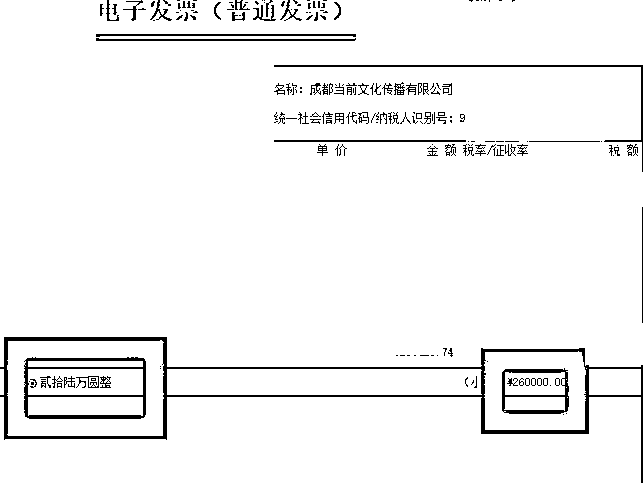 电子发票（普通发票）
名称：成都当前文化传播有限公司
统一社会信用代码/纳税人识别号：9
单 价 金 额 税率/征收率 税 额
74
贰拾陆万圆整 （小 ¥260000.00